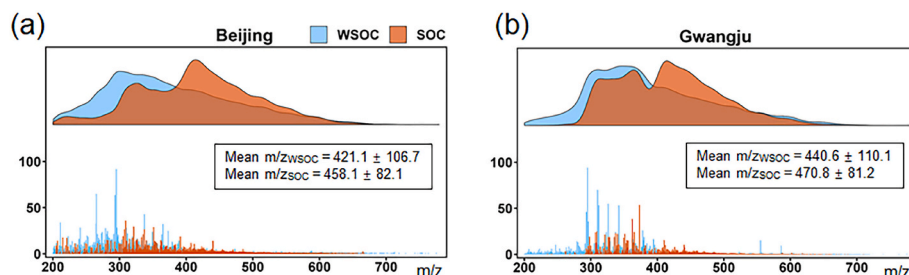 (a)
Beijing
WSOC
SOC
100
50
0
Mean m/zWSOC = 421.1 ± 106.7
Mean m/zSOC = 458.1 ± 82.1
200 300 400 500 600 700 m/z
(b)
Gwangju
100
50
0
Mean m/zWSOC = 440.6 ± 110.1
Mean m/zSOC = 470.8 ± 81.2
200 300 400 500 600 700 m/z